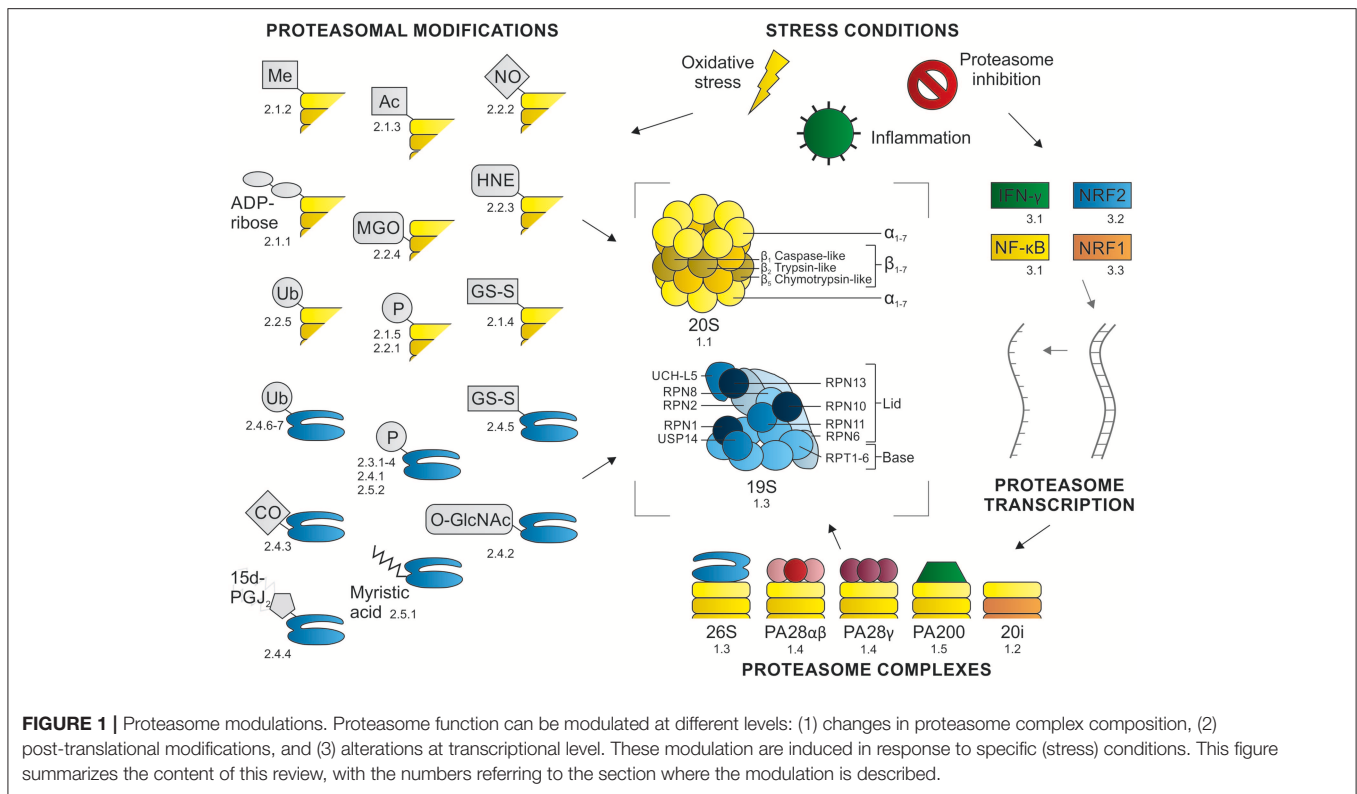 PROTEASOMAL MODIFICATIONS
Me
2.1.2
Ac
2.1.3
NO
2.2.2
ADP-
ribose
2.1.1
MGO
2.2.4
HNE
2.2.3
Ub
2.2.5
P
2.1.5
2.2.1
GS-S
2.1.4
Ub
2.4.6-7
P
2.3.1-4
2.4.1
2.5.2
GS-S
2.4.5
CO
2.4.3
O-GlcNAc
2.4.2
15d-
PGJ₂
2.4.4
Myristic
acid 2.5.1
STRESS CONDITIONS
Oxidative
stress
Inflammation
Proteasome
inhibition
α₁₋₇
β₁ Caspase-like
β₂ Trypsin-like
β₅ Chymotrypsin-like
β₁₋₇
α₁₋₇
20S
1.1
UCH-L5
RPN8
RPN2
RPN1
USP14
RPN13
RPN10
RPN11
RPN6
RPT1-6
Lid
Base
19S
1.3
IFN-γ
3.1
NRF2
3.2
NF-κB
3.1
NRF1
3.3
PROTEASOME
TRANSCRIPTION
26S
1.3
PA28αβ
1.4
PA28γ
1.4
PA200
1.5
20i
1.2
PROTEASOME COMPLEXES
FIGURE 1 | Proteasome modulations. Proteasome function can be modulated at different levels: (1) changes in proteasome complex composition, (2)
post-translational modifications, and (3) alterations at transcriptional level. These modulation are induced in response to specific (stress) conditions. This figure
summarizes the content of this review, with the numbers referring to the section where the modulation is described.